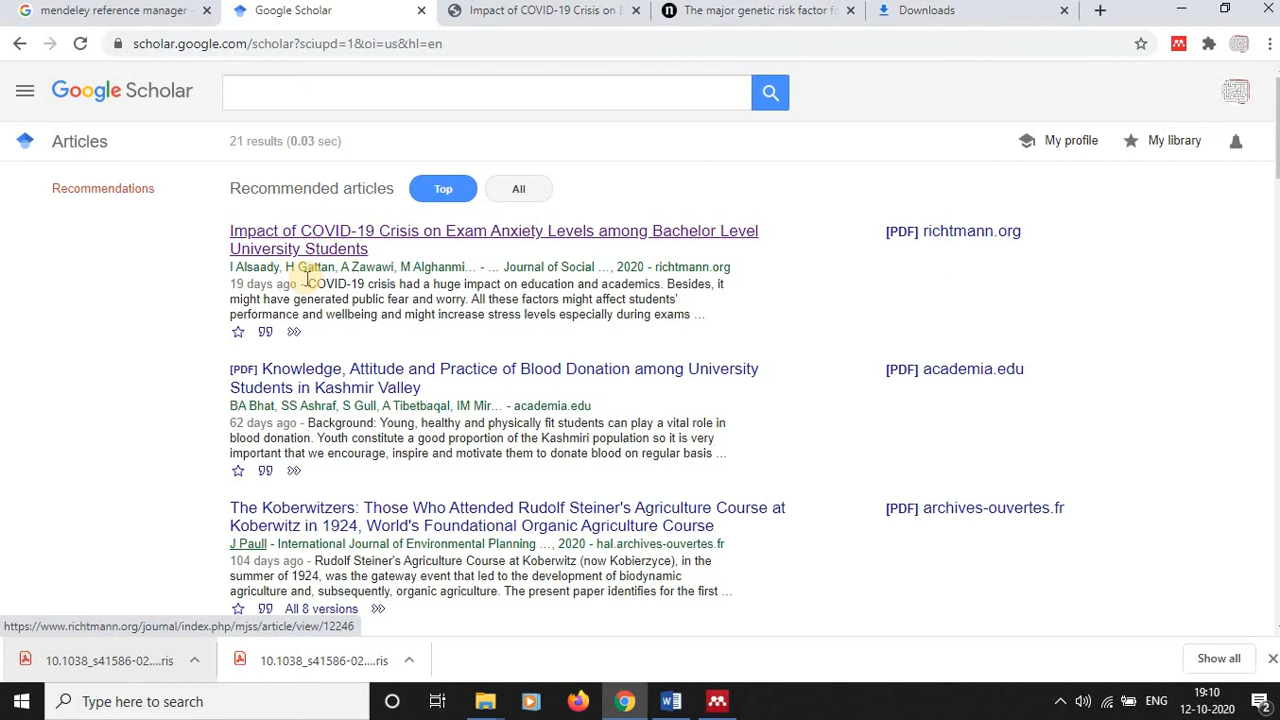 mendeley reference manager
Google Scholar
Impact of COVID-19 Crisis on E
The major genetic risk factor f
Downloads
scholar.google.com/scholar?sciupd=1&oi=us&hl=en
Google Scholar
Articles
21 results (0.03 sec)
My profile
My library
Recommendations
Recommended articles
Top
All
Impact of COVID-19 Crisis on Exam Anxiety Levels among Bachelor Level
University Students
[PDF] richtmann.org
I Alsaady, H Gattan, A Zawawi, M Alghanmi… - … Journal of Social …, 2020 - richtmann.org
19 days ago - COVID-19 crisis had a huge impact on education and academics. Besides, it
might have generated public fear and worry. All these factors might affect students'
performance and wellbeing and might increase stress levels especially during exams …
[PDF] Knowledge, Attitude and Practice of Blood Donation among University
Students in Kashmir Valley
[PDF] academia.edu
BA Bhat, SS Ashraf, S Gull, A Tibetbaqal, IM Mir… - academia.edu
62 days ago - Background: Young, healthy and physically fit students can play a vital role in
blood donation. Youth constitute a good proportion of the Kashmiri population so it is very
important that we encourage, inspire and motivate them to donate blood on regular basis …
The Koberwitzers: Those Who Attended Rudolf Steiner's Agriculture Course at
Koberwitz in 1924, World's Foundational Organic Agriculture Course
[PDF] archives-ouvertes.fr
J Paull - International Journal of Environmental Planning …, 2020 - hal.archives-ouvertes.fr
104 days ago - Rudolf Steiner's Agriculture Course at Koberwitz (now Kobierzyce), in the
summer of 1924, was the gateway event that led to the development of biodynamic
agriculture and, subsequently, organic agriculture. The present paper identifies for the first …
All 8 versions
https://www.richtmann.org/journal/index.php/mjss/article/view/12246
10.1038_s41586-02....ris
10.1038_s41586-02....ris
Show all
Type here to search
ENG
19:10
12-10-2020
2